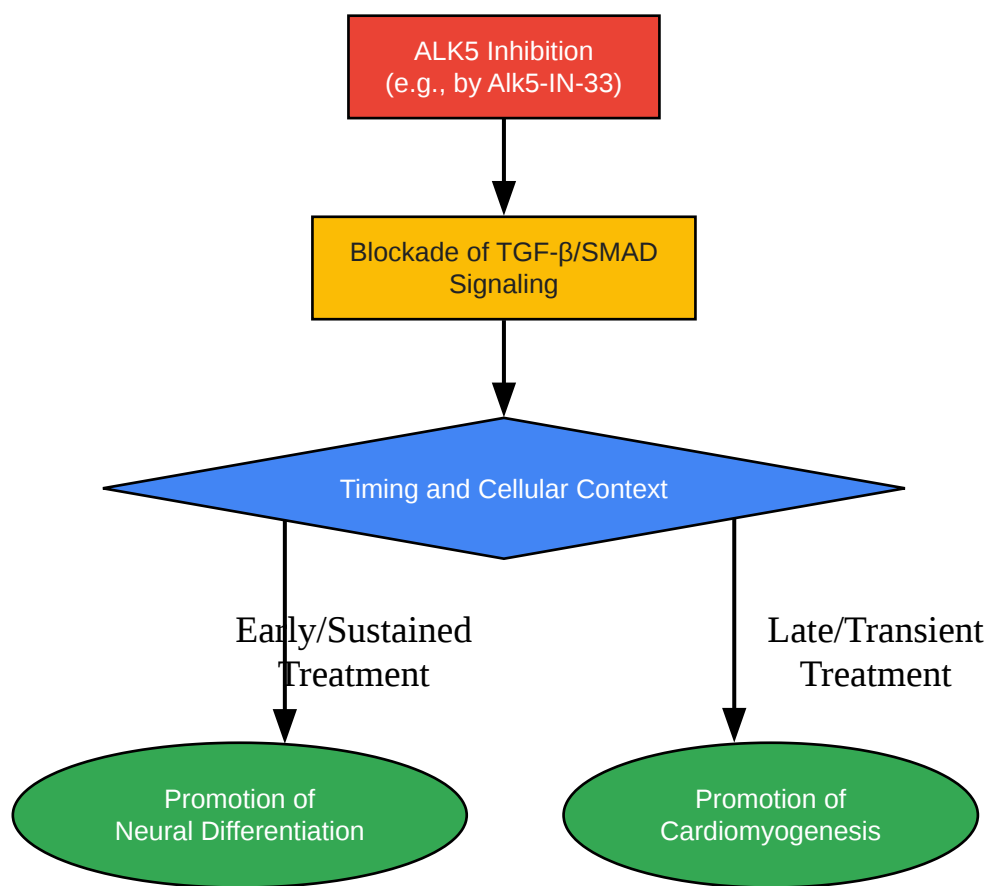 ALK5 Inhibition
(e.g., by Alk5-IN-33)
Blockade of TGF-β/SMAD
Signaling
Timing and Cellular Context
Early/Sustained
Treatment
Late/Transient
Treatment
Promotion of
Neural Differentiation
Promotion of
Cardiomyogenesis